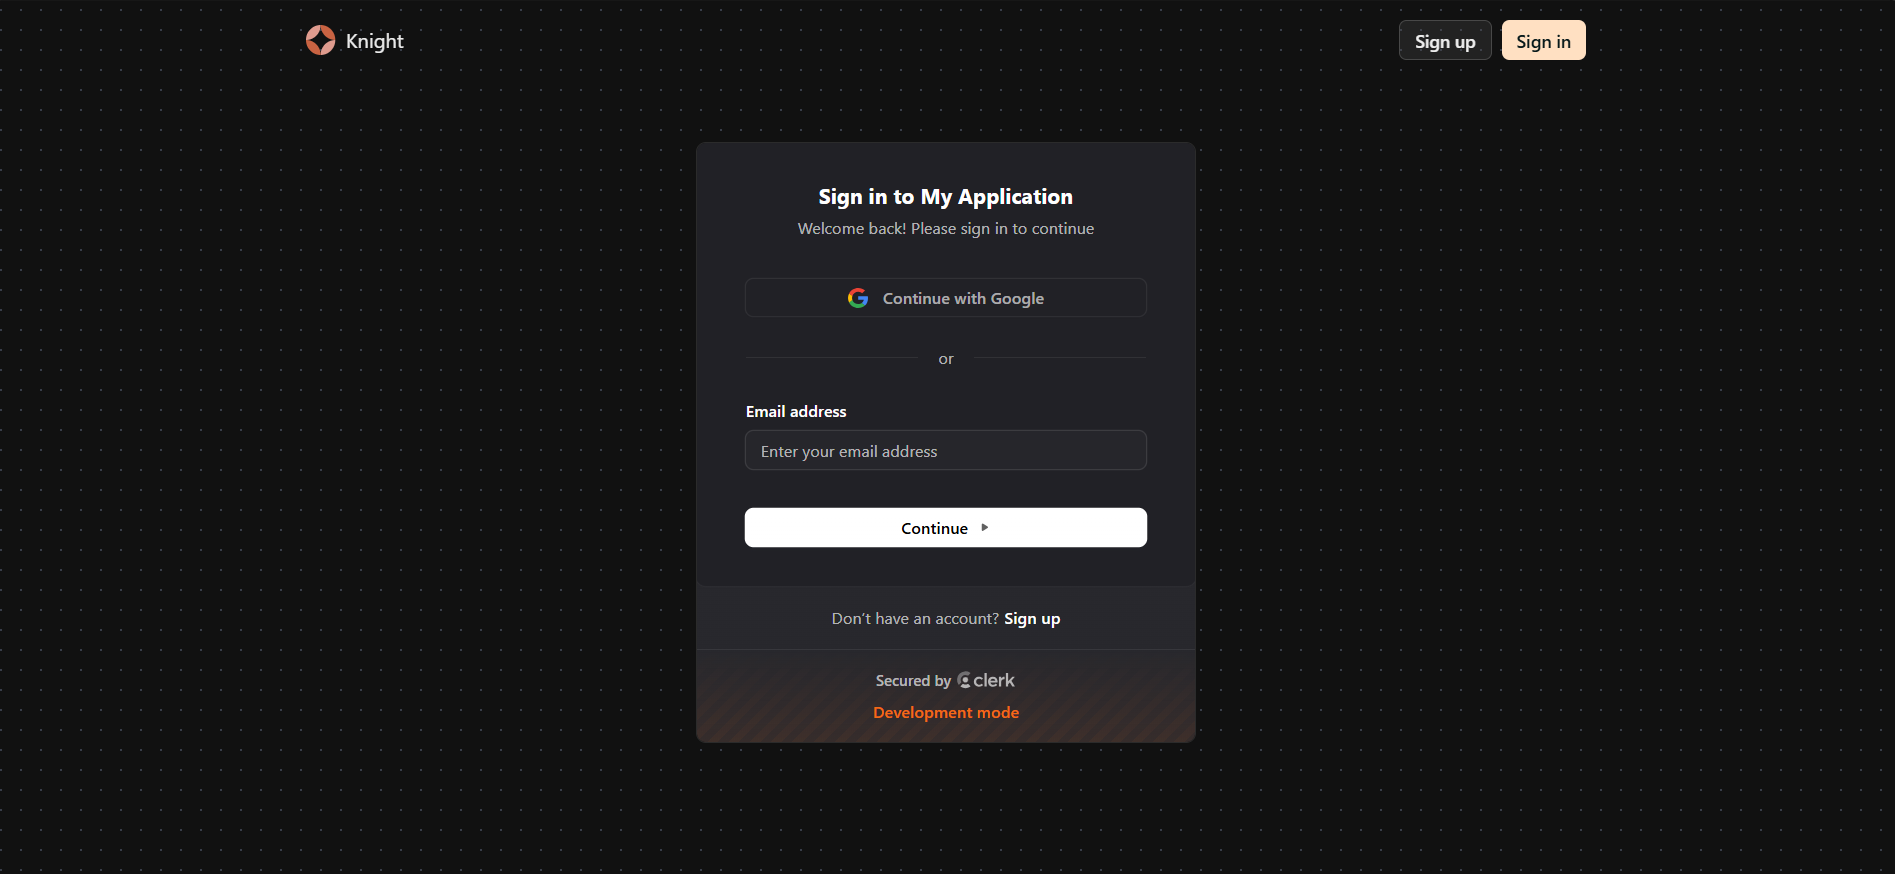 Knight
Sign up
Sign in
Sign in to My Application
Welcome back! Please sign in to continue
Continue with Google
or
Email address
Enter your email address
Continue
Don’t have an account? Sign up
Secured by clerk
Development mode